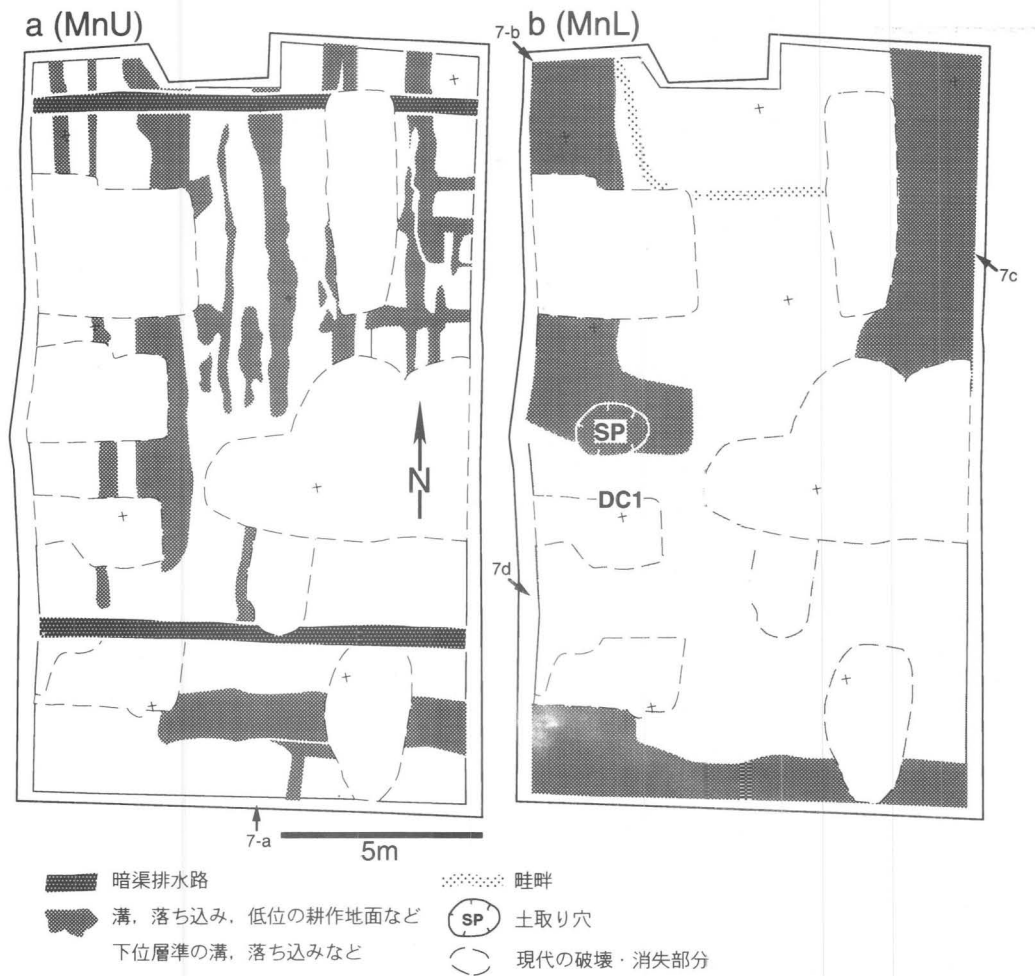 a (MnU)
7-b
b (MnL)
7c
N
SP
DC1
7d
7-a
5m
暗渠排水路
溝，落ち込み，低位の耕作地面など
下位層準の溝，落ち込みなど
畦畔
SP
土取り穴
現代の破壊・消失部分